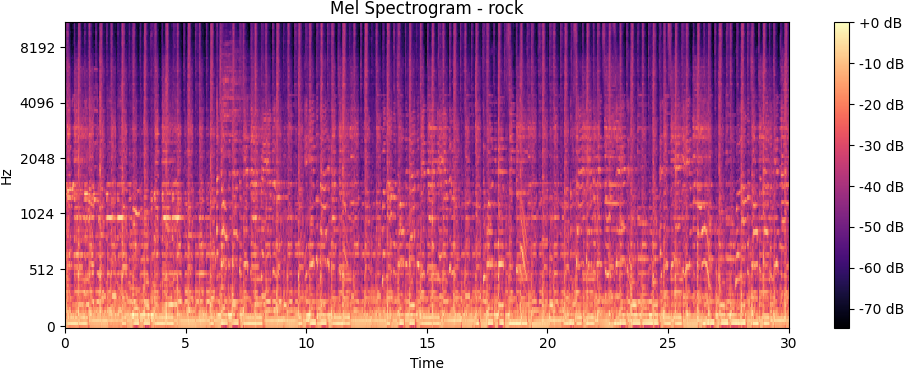 Mel Spectrogram - rock
Hz
8192
4096
2048
1024
512
0
0 5 10 15 20 25 30
Time
+0 dB
-10 dB
-20 dB
-30 dB
-40 dB
-50 dB
-60 dB
-70 dB